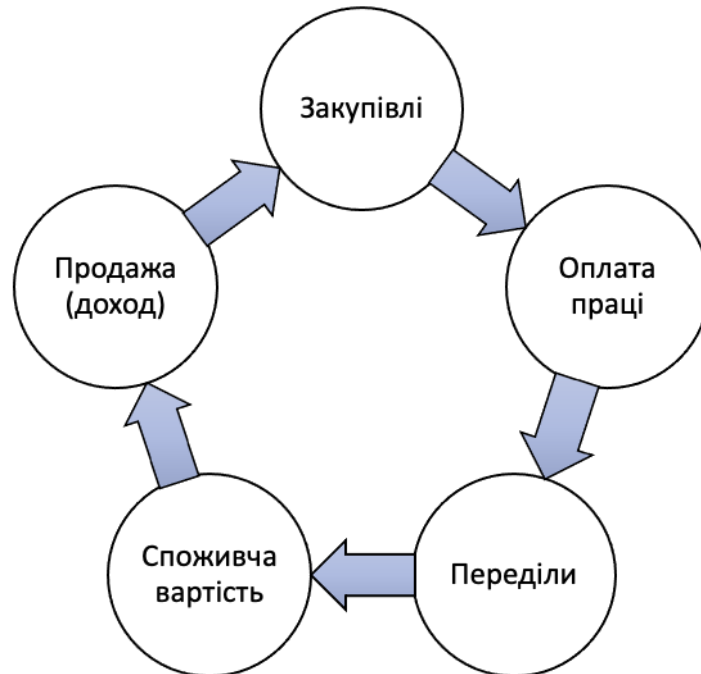 Закупівлі
Оплата
праці
Переділи
Споживча
вартість
Продажа
(доход)